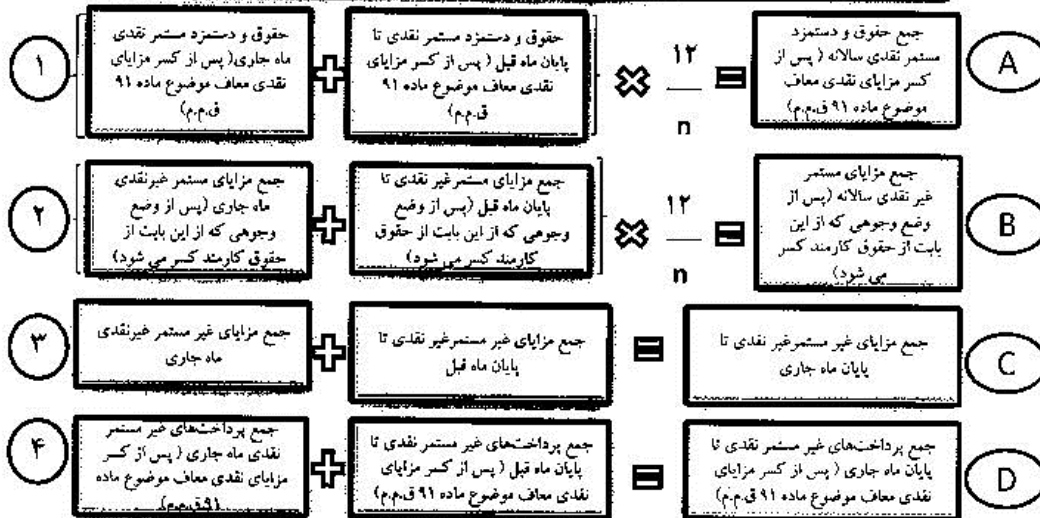 ۱
حقوق و دستمزد مستمر نقدی
ماه جاری( پس از کسر مزایای
نقدی معاف موضوع ماده ۹۱
ق.م.م)
+
حقوق و دستمزد مستمر نقدی تا
پایان ماه قبل ( پس از کسر مزایای
نقدی معاف موضوع ماده ۹۱
ق.م.م)
×
۱۲
n
=
جمع حقوق و دستمزد
مستمر نقدی سالانه ( پس از
کسر مزایای نقدی معاف
موضوع ماده ۹۱ ق.م.م)
A
۲
جمع مزایای مستمر غیرنقدی
ماه جاری (پس از وضع
وجوهی که از این بابت از
حقوق کارمند کسر می شود)
+
جمع مزایای مستمرغیر نقدی تا
پایان ماه قبل (پس از وضع
وجوهی که از این بابت از حقوق
کارمند کسر می شود)
×
۱۲
n
=
جمع مزایای مستمر
غیر نقدی سالانه (پس از
وضع وجوهی که از این
بابت از حقوق کارمند کسر
می شود)
B
۳
جمع مزایای غیر مستمر غیرنقدی
ماه جاری
+
جمع مزایای غیر مستمرغیر نقدی تا
پایان ماه قبل
=
جمع مزایای غیر مستمرغیر نقدی تا
پایان ماه جاری
C
۴
جمع پرداخت‌های غیر مستمر
نقدی ماه جاری ( پس از کسر
مزایای نقدی معاف موضوع ماده
۹۱ ق.م.م)
+
جمع پرداخت‌های غیر مستمر نقدی تا
پایان ماه قبل ( پس از کسر مزایای
نقدی معاف موضوع ماده ۹۱ ق.م.م)
=
جمع پرداخت‌های غیر مستمر نقدی تا
پایان ماه جاری ( پس از کسر مزایای
نقدی معاف موضوع ماده ۹۱ ق.م.م)
D